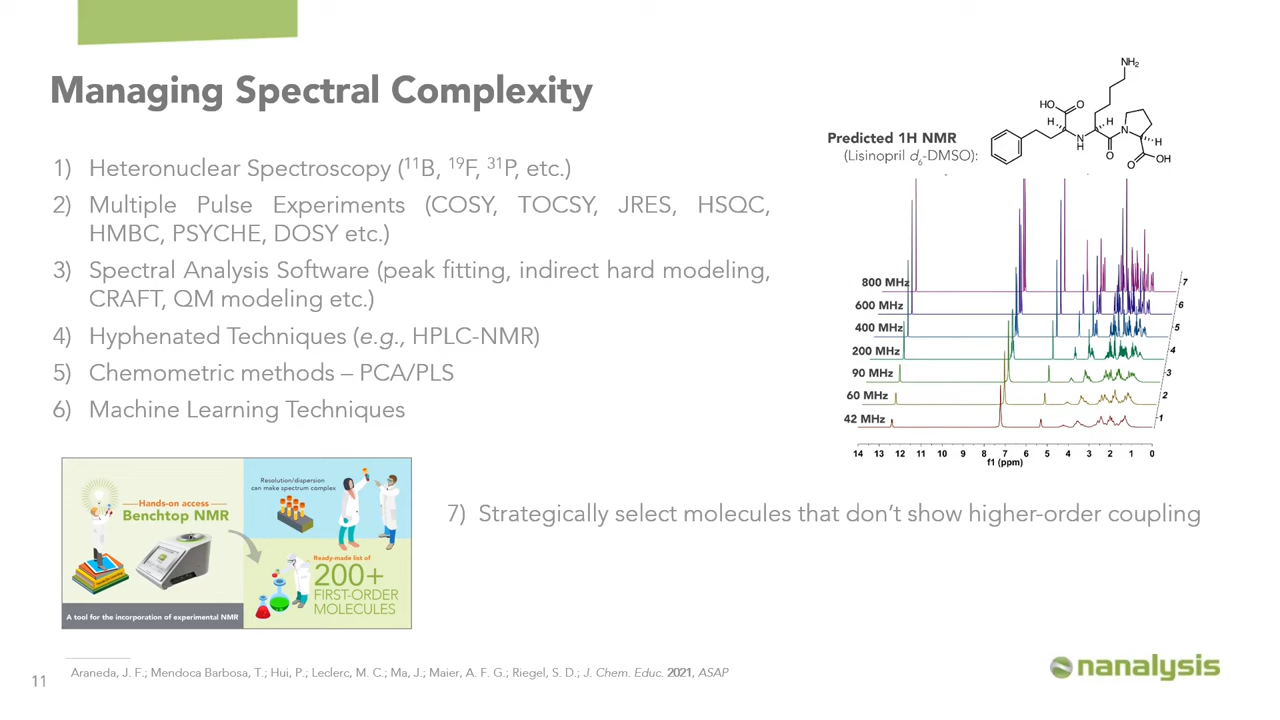 Managing Spectral Complexity
1) Heteronuclear Spectroscopy (¹¹B, ¹⁹F, ³¹P, etc.)
2) Multiple Pulse Experiments (COSY, TOCSY, JRES, HSQC,
HMBC, PSYCHE, DOSY etc.)
3) Spectral Analysis Software (peak fitting, indirect hard modeling,
CRAFT, QM modeling etc.)
4) Hyphenated Techniques (e.g., HPLC-NMR)
5) Chemometric methods – PCA/PLS
6) Machine Learning Techniques
Predicted 1H NMR
(Lisinopril d₆-DMSO):
NH₂
HO
O
H
H
N
H
N
O
H
O
OH
800 MHz
600 MHz
400 MHz
200 MHz
90 MHz
60 MHz
42 MHz
7
6
5
4
3
2
1
14 13 12 11 10 9 8 7 6 5 4 3 2 1 0
f1 (ppm)
Hands-on access
Benchtop NMR
A tool for the incorporation of experimental NMR
Resolution/dispersion
can make spectrum complex
Ready-made list of
200+
FIRST-ORDER
MOLECULES
7) Strategically select molecules that don’t show higher-order coupling
Araneda, J. F.; Mendoca Barbosa, T.; Hui, P.; Leclerc, M. C.; Ma, J.; Maier, A. F. G.; Riegel, S. D.; J. Chem. Educ. 2021, ASAP
11
nanalysis